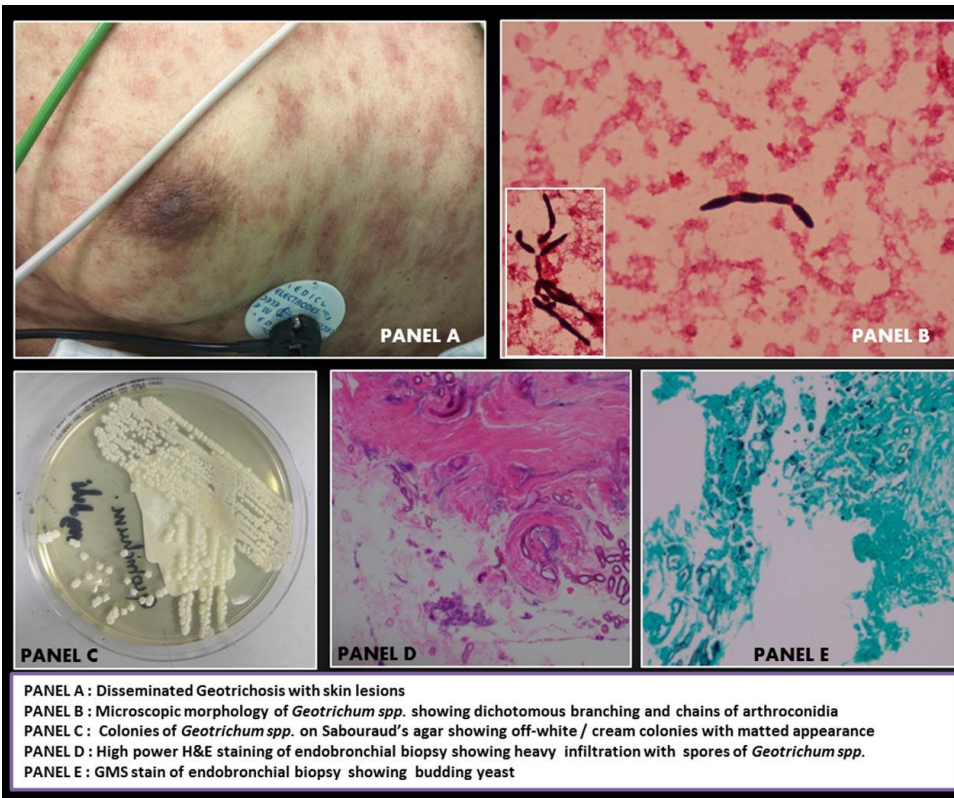 PANEL A
PANEL B
PANEL C
PANEL D
PANEL E
PANEL A : Disseminated Geotrichosis with skin lesions
PANEL B : Microscopic morphology of Geotrichum spp. showing dichotomous branching and chains of arthroconidia
PANEL C : Colonies of Geotrichum spp. on Sabouraud's agar showing off-white / cream colonies with matted appearance
PANEL D : High power H&E staining of endobronchial biopsy showing heavy infiltration with spores of Geotrichum spp.
PANEL E : GMS stain of endobronchial biopsy showing budding yeast